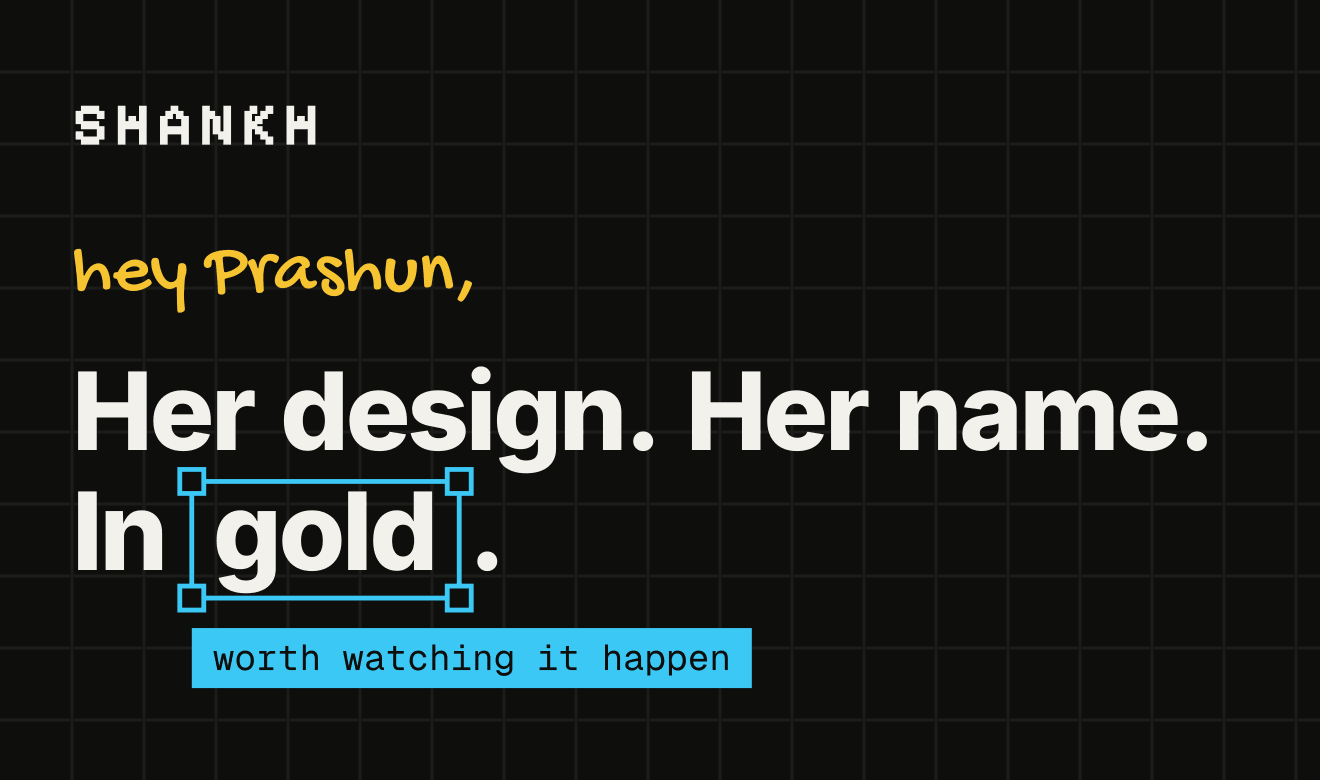 SHANKH
hey Prashun,
Her design. Her name.
In gold.
worth watching it happen